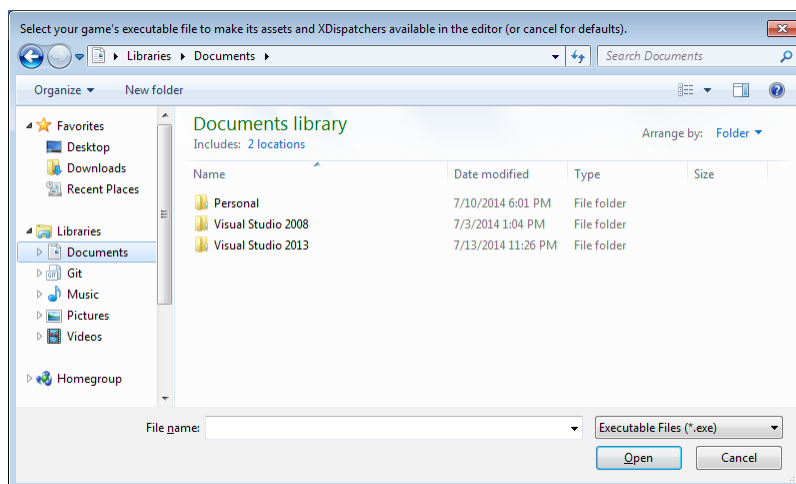 Select your game's executable file to make its assets and XDispatchers available in the editor (or cancel for defaults).
Libraries Documents Search Documents
Organize New folder
Favorites
Desktop
Downloads
Recent Places
Libraries
Documents
Git
Music
Pictures
Videos
Homegroup
Documents library
Includes: 2 locations
Arrange by: Folder
Name Date modified Type Size
Personal 7/10/2014 6:01 PM File folder
Visual Studio 2008 7/3/2014 1:04 PM File folder
Visual Studio 2013 7/13/2014 11:26 PM File folder
File name: Executable Files (*.exe)
Open Cancel